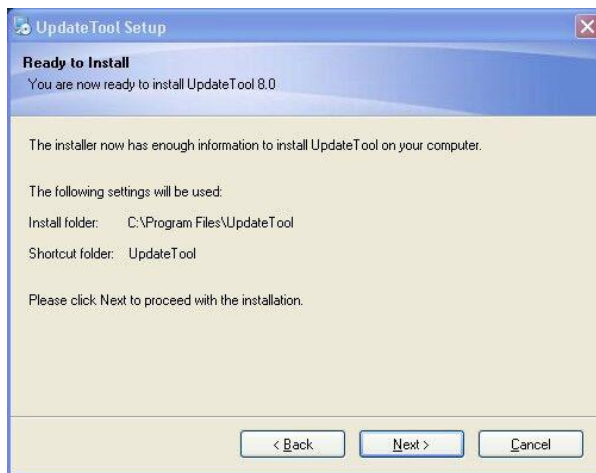 UpdateTool Setup
Ready to Install
You are now ready to install UpdateTool 8.0
The installer now has enough information to install UpdateTool on your computer.
The following settings will be used:
Install folder: C:\Program Files\UpdateTool
Shortcut folder: UpdateTool
Please click Next to proceed with the installation.
< Back Next > Cancel